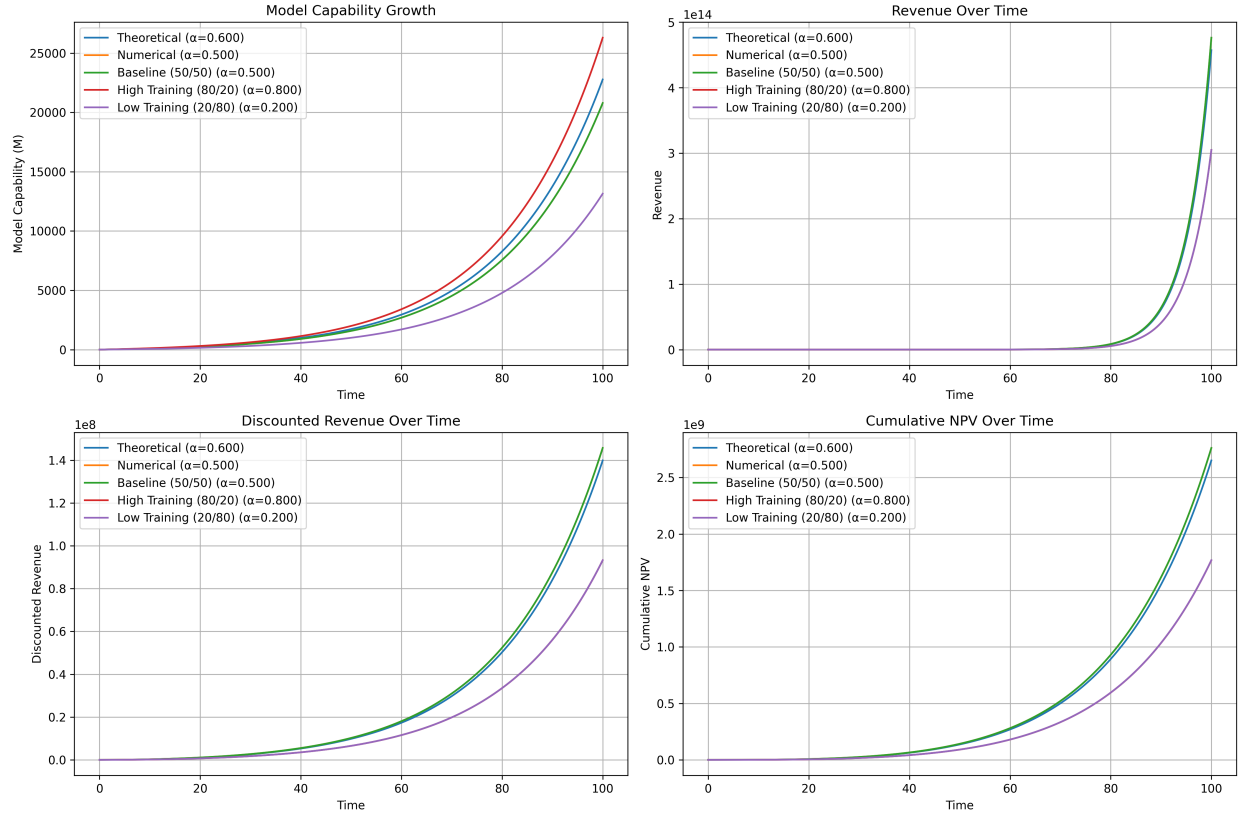 Model Capability Growth
Theoretical (α=0.600)
Numerical (α=0.500)
Baseline (50/50) (α=0.500)
High Training (80/20) (α=0.800)
Low Training (20/80) (α=0.200)
Model Capability (M)
25000
20000
15000
10000
5000
0
0 20 40 60 80 100
Time
Revenue Over Time
1e14
Theoretical (α=0.600)
Numerical (α=0.500)
Baseline (50/50) (α=0.500)
High Training (80/20) (α=0.800)
Low Training (20/80) (α=0.200)
Revenue
5
4
3
2
1
0
0 20 40 60 80 100
Time
Discounted Revenue Over Time
1e8
Theoretical (α=0.600)
Numerical (α=0.500)
Baseline (50/50) (α=0.500)
High Training (80/20) (α=0.800)
Low Training (20/80) (α=0.200)
Discounted Revenue
1.4
1.2
1.0
0.8
0.6
0.4
0.2
0.0
0 20 40 60 80 100
Time
Cumulative NPV Over Time
1e9
Theoretical (α=0.600)
Numerical (α=0.500)
Baseline (50/50) (α=0.500)
High Training (80/20) (α=0.800)
Low Training (20/80) (α=0.200)
Cumulative NPV
2.5
2.0
1.5
1.0
0.5
0.0
0 20 40 60 80 100
Time